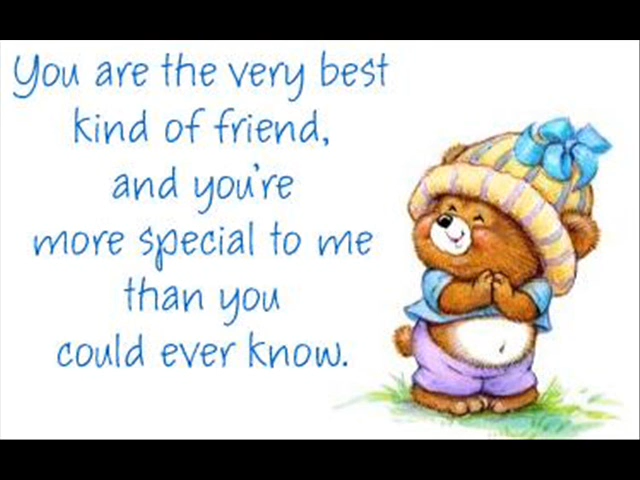 You are the very best
kind of friend,
and you're
more special to me
than you
could ever know.